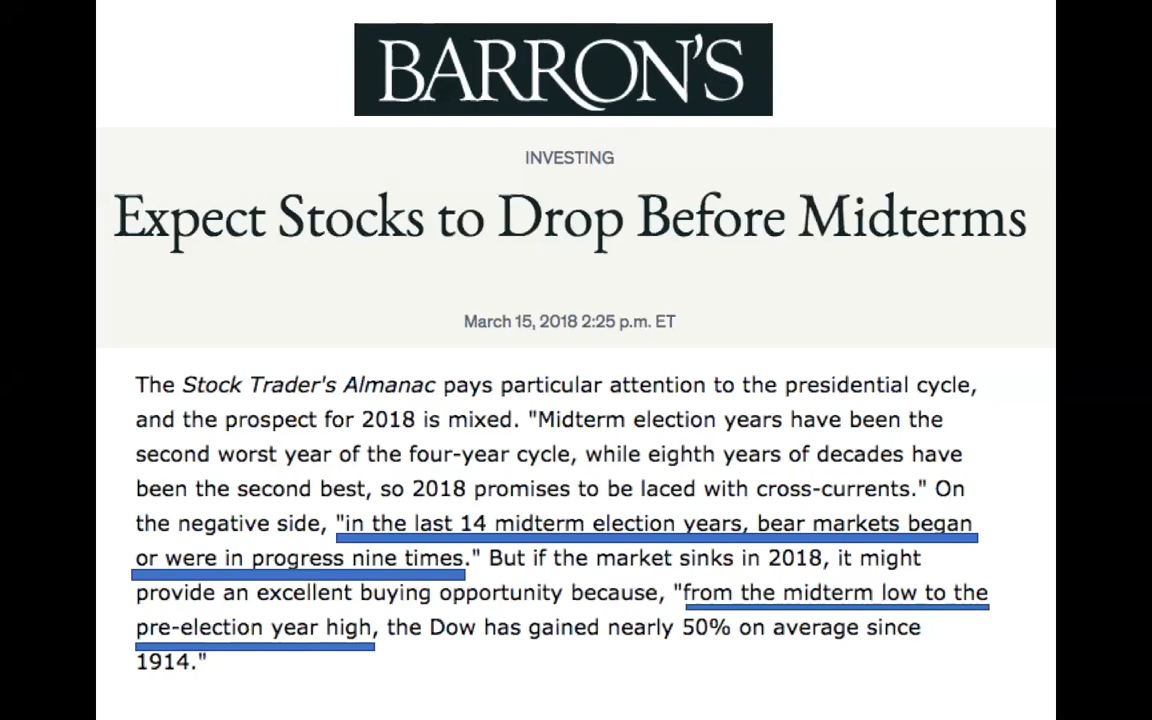 BARRON'S
INVESTING
Expect Stocks to Drop Before Midterms
March 15, 2018 2:25 p.m. ET
The Stock Trader's Almanac pays particular attention to the presidential cycle,
and the prospect for 2018 is mixed. "Midterm election years have been the
second worst year of the four-year cycle, while eighth years of decades have
been the second best, so 2018 promises to be laced with cross-currents." On
the negative side, "in the last 14 midterm election years, bear markets began
or were in progress nine times." But if the market sinks in 2018, it might
provide an excellent buying opportunity because, "from the midterm low to the
pre-election year high, the Dow has gained nearly 50% on average since
1914."